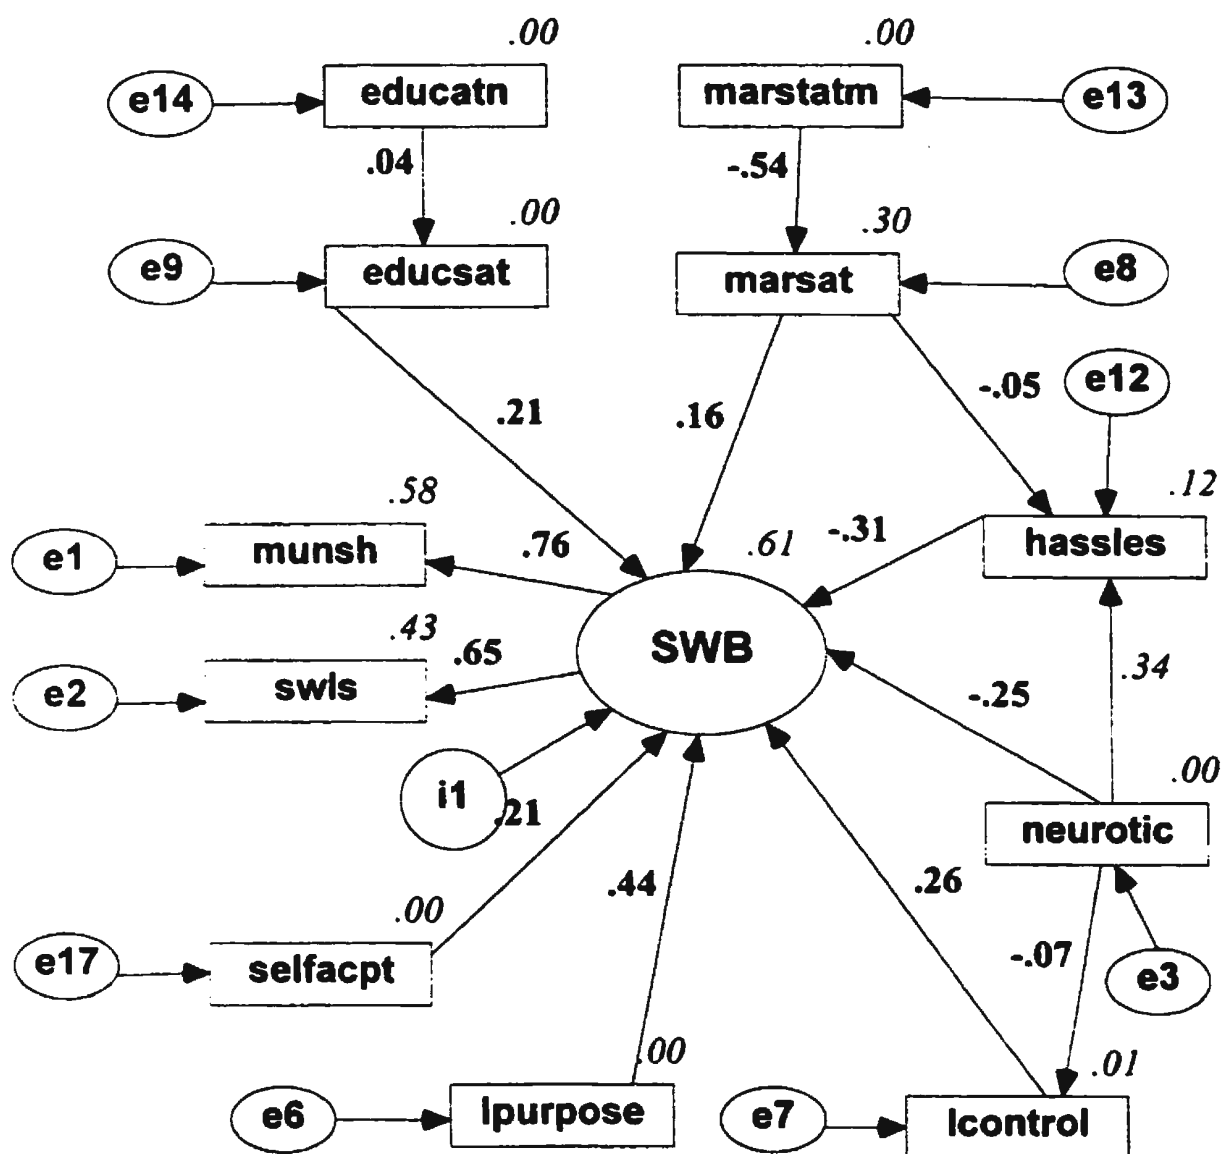 .00 .00
e14 educatn marstatm e13
.04 -.54
.00 .30
e9 educsat marsat e8
e12
.21 .16 -.05
.58 .12
e1 munsh .76 .61 -.31 hassles
.43
e2 swls .65 SWB .34
-.25
i1 .21 .00
neurotic
.44 .26
.00
e17 selfacpt -.07 e3
.00 .01
e6 lpurpose e7 lcontrol